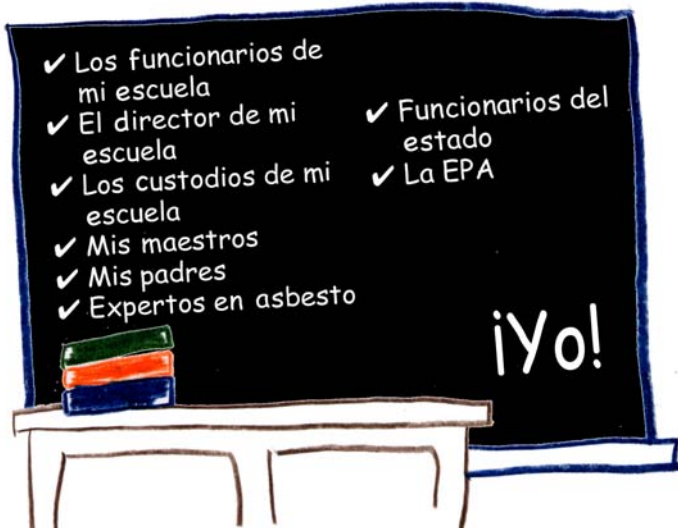 ✔ Los funcionarios de
mi escuela
✔ El director de mi
escuela
✔ Los custodios de mi
escuela
✔ Mis maestros
✔ Mis padres
✔ Expertos en asbesto
✔ Funcionarios del
estado
✔ La EPA
¡Yo!